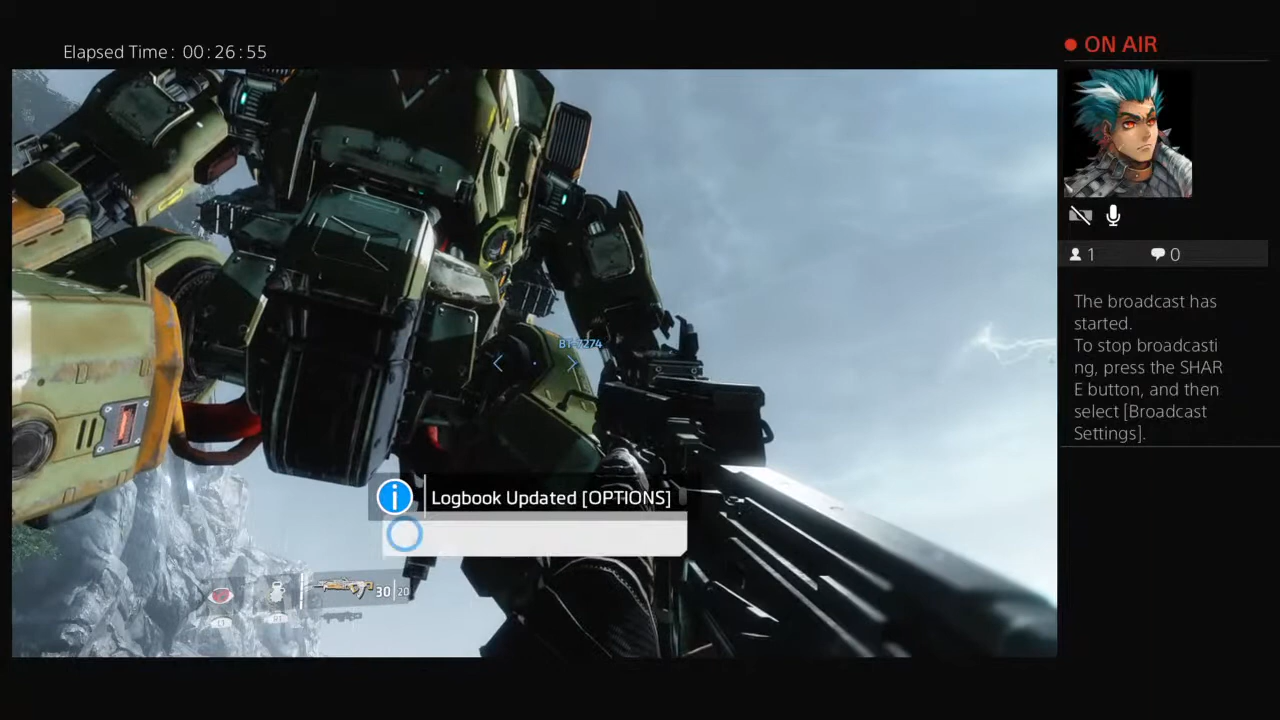 Elapsed Time: 00:26:55
ON AIR
1
0
The broadcast has
started.
To stop broadcasti
ng, press the SHAR
E button, and then
select [Broadcast
Settings].
BT-7274
Logbook Updated [OPTIONS]
30|20
L1